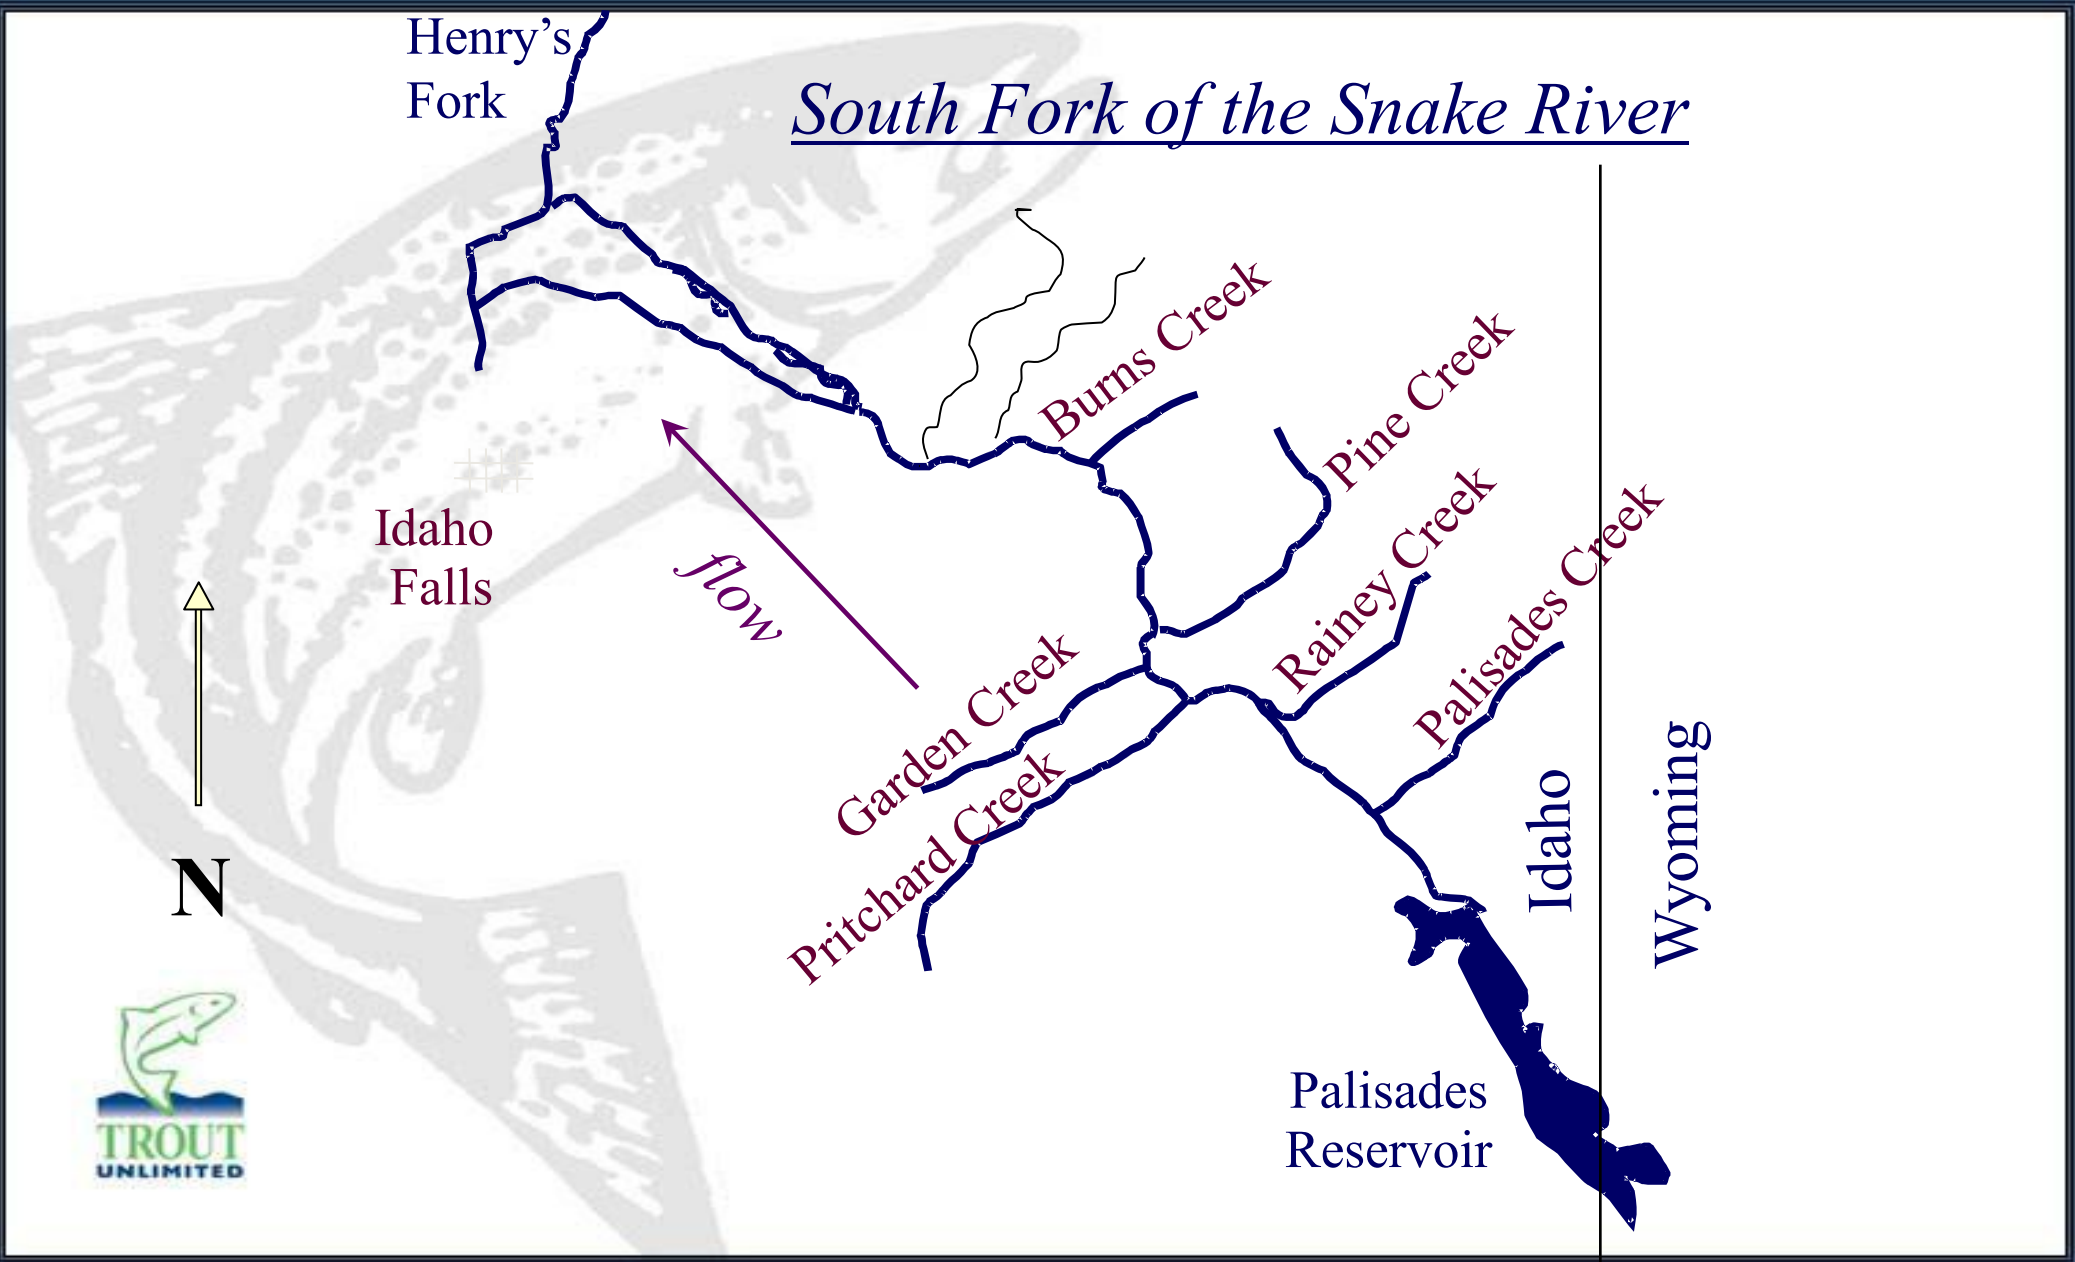 Henry’s
Fork
South Fork of the Snake River
Burns Creek
Pine Creek
Rainey Creek
Palisades Creek
Idaho
Falls
flow
Garden Creek
Pritchard Creek
Idaho
Wyoming
N
Palisades
Reservoir
TROUT
UNLIMITED